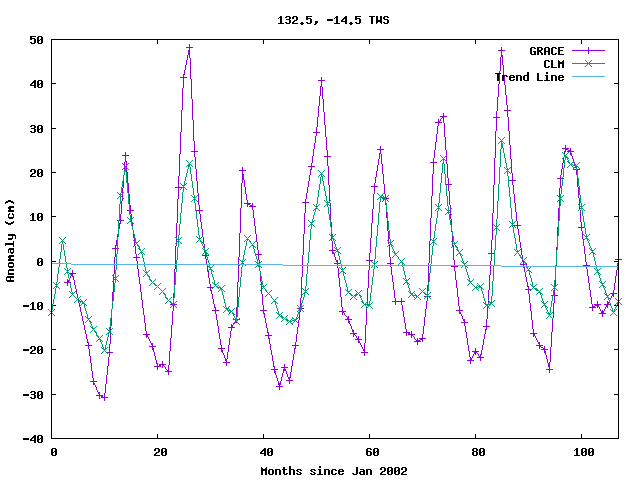 132.5, -14.5 TWS
GRACE
CLM
Trend Line
Anomaly (cm)
50
40
30
20
10
0
-10
-20
-30
-40
0 20 40 60 80 100
Months since Jan 2002